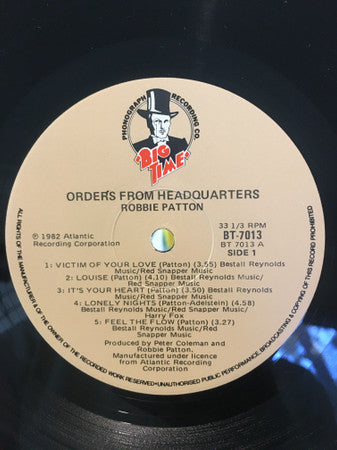 PHONOGRAPH RECORDING CO.
"BIG
TIME"
ORDERS FROM HEADQUARTERS
ROBBIE PATTON
℗ 1982 Atlantic
Recording Corporation
33 1/3 RPM
BT-7013
BT 7013 A
SIDE 1
1: VICTIM OF YOUR LOVE (Patton) (3.55) Bestall Reynolds
Music/Red Snapper Music
2: LOUISE (Patton) (4.10) Bestall Reynolds Music/
Red Snapper Music
3: IT'S YOUR HEART (Patton) (3.50) Bestall Reynolds
Music/Red Snapper Music
4: LONELY NIGHTS (Patton-Adelstein) (4.58)
Bestall Reynolds Music/Red Snapper Music/
Harry Fox
5: FEEL THE FLOW (Patton) (3.27)
Bestall Reynolds Music/Red
Snapper Music
Produced by Peter Coleman and
Robbie Patton.
Manufactured under licence
from Atlantic Recording Corporation.
ALL RIGHTS OF THE MANUFACTURER & OF THE OWNER OF THE RECORDED WORK RESERVED•UNAUTHORISED PUBLIC PERFORMANCE, BROADCASTING & COPYING OF THIS RECORD PROHIBITED